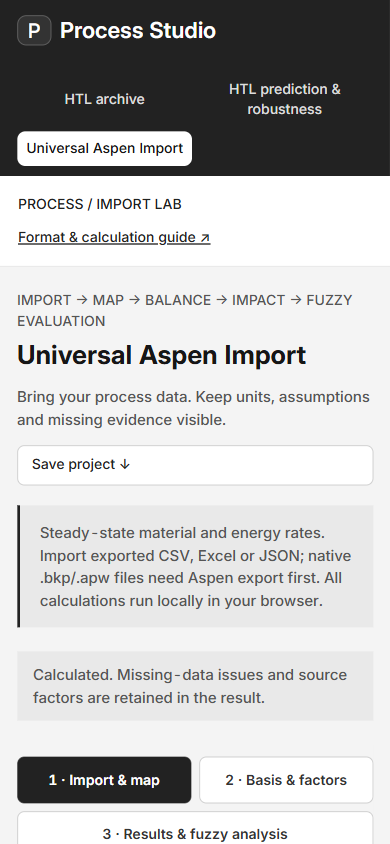 P Process Studio
HTL archive
HTL prediction &
robustness
Universal Aspen Import
PROCESS / IMPORT LAB
Format & calculation guide ↗
IMPORT → MAP → BALANCE → IMPACT → FUZZY
EVALUATION
Universal Aspen Import
Bring your process data. Keep units, assumptions
and missing evidence visible.
Save project ↓
Steady-state material and energy rates.
Import exported CSV, Excel or JSON; native
.bkp/.apw files need Aspen export first. All
calculations run locally in your browser.
Calculated. Missing-data issues and source
factors are retained in the result.
1 · Import & map
2 · Basis & factors
3 · Results & fuzzy analysis